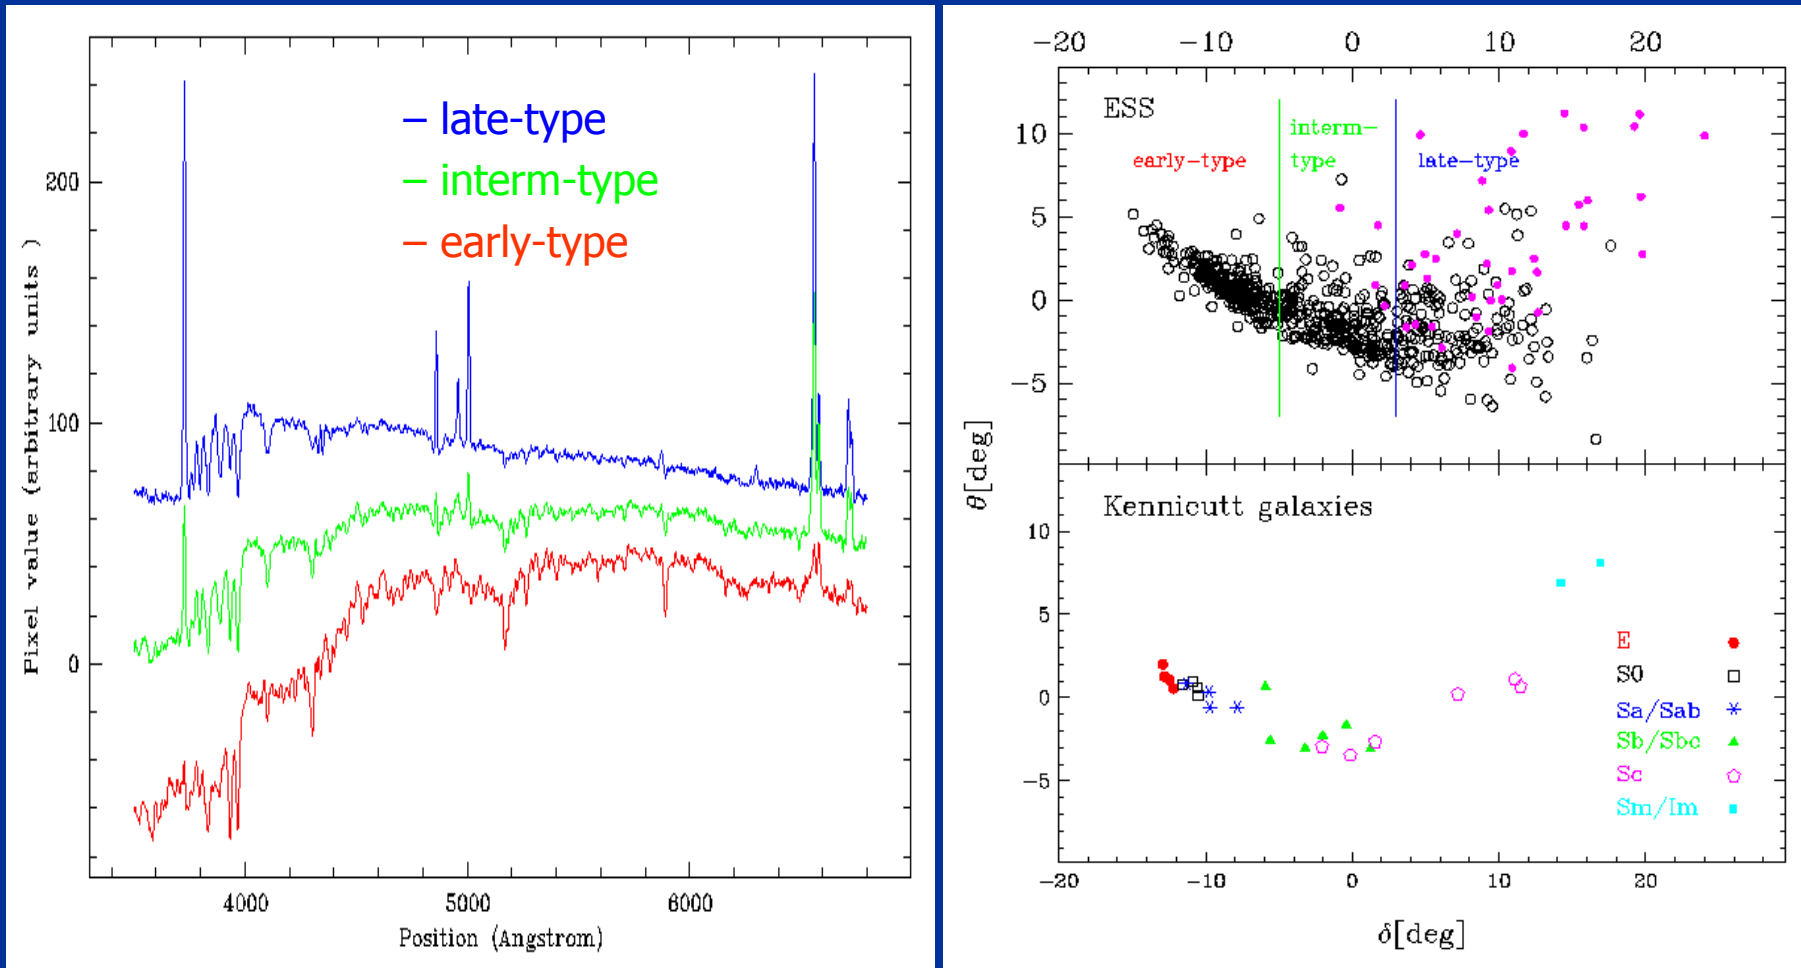 – late-type
– interm-type
– early-type
200
100
0
Pixel value (arbitrary units )
4000 5000 6000
Position (Angstrom)
−20 −10 0 10 20
ESS
interm−
type
early−type
late−type
10
5
0
−5
θ[deg]
Kennicutt galaxies
10
5
0
−5
E
S0
Sa/Sab
Sb/Sbc
Sc
Sm/Im
−20 −10 0 10 20
δ[deg]